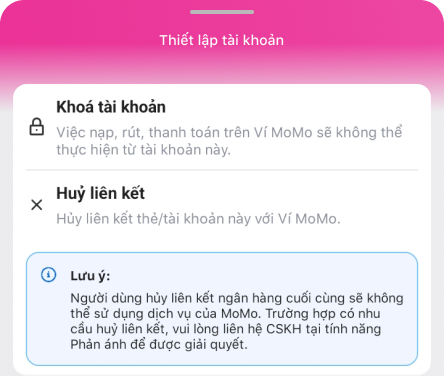 Thiết lập tài khoản
Khoá tài khoản
Việc nạp, rút, thanh toán trên Ví MoMo sẽ không thể
thực hiện từ tài khoản này.
Huỷ liên kết
Hủy liên kết thẻ/tài khoản này với Ví MoMo.
Lưu ý:
Người dùng hủy liên kết ngân hàng cuối cùng sẽ không
thể sử dụng dịch vụ của MoMo. Trường hợp có nhu
cầu huỷ liên kết, vui lòng liên hệ CSKH tại tính năng
Phản ánh để được giải quyết.